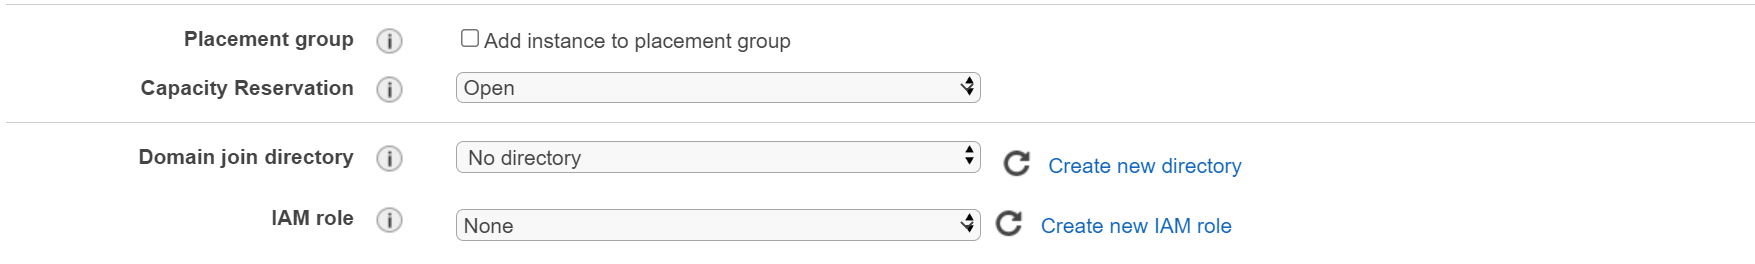 Placement group i Add instance to placement group
Capacity Reservation i Open
Domain join directory i No directory Create new directory
IAM role i None Create new IAM role